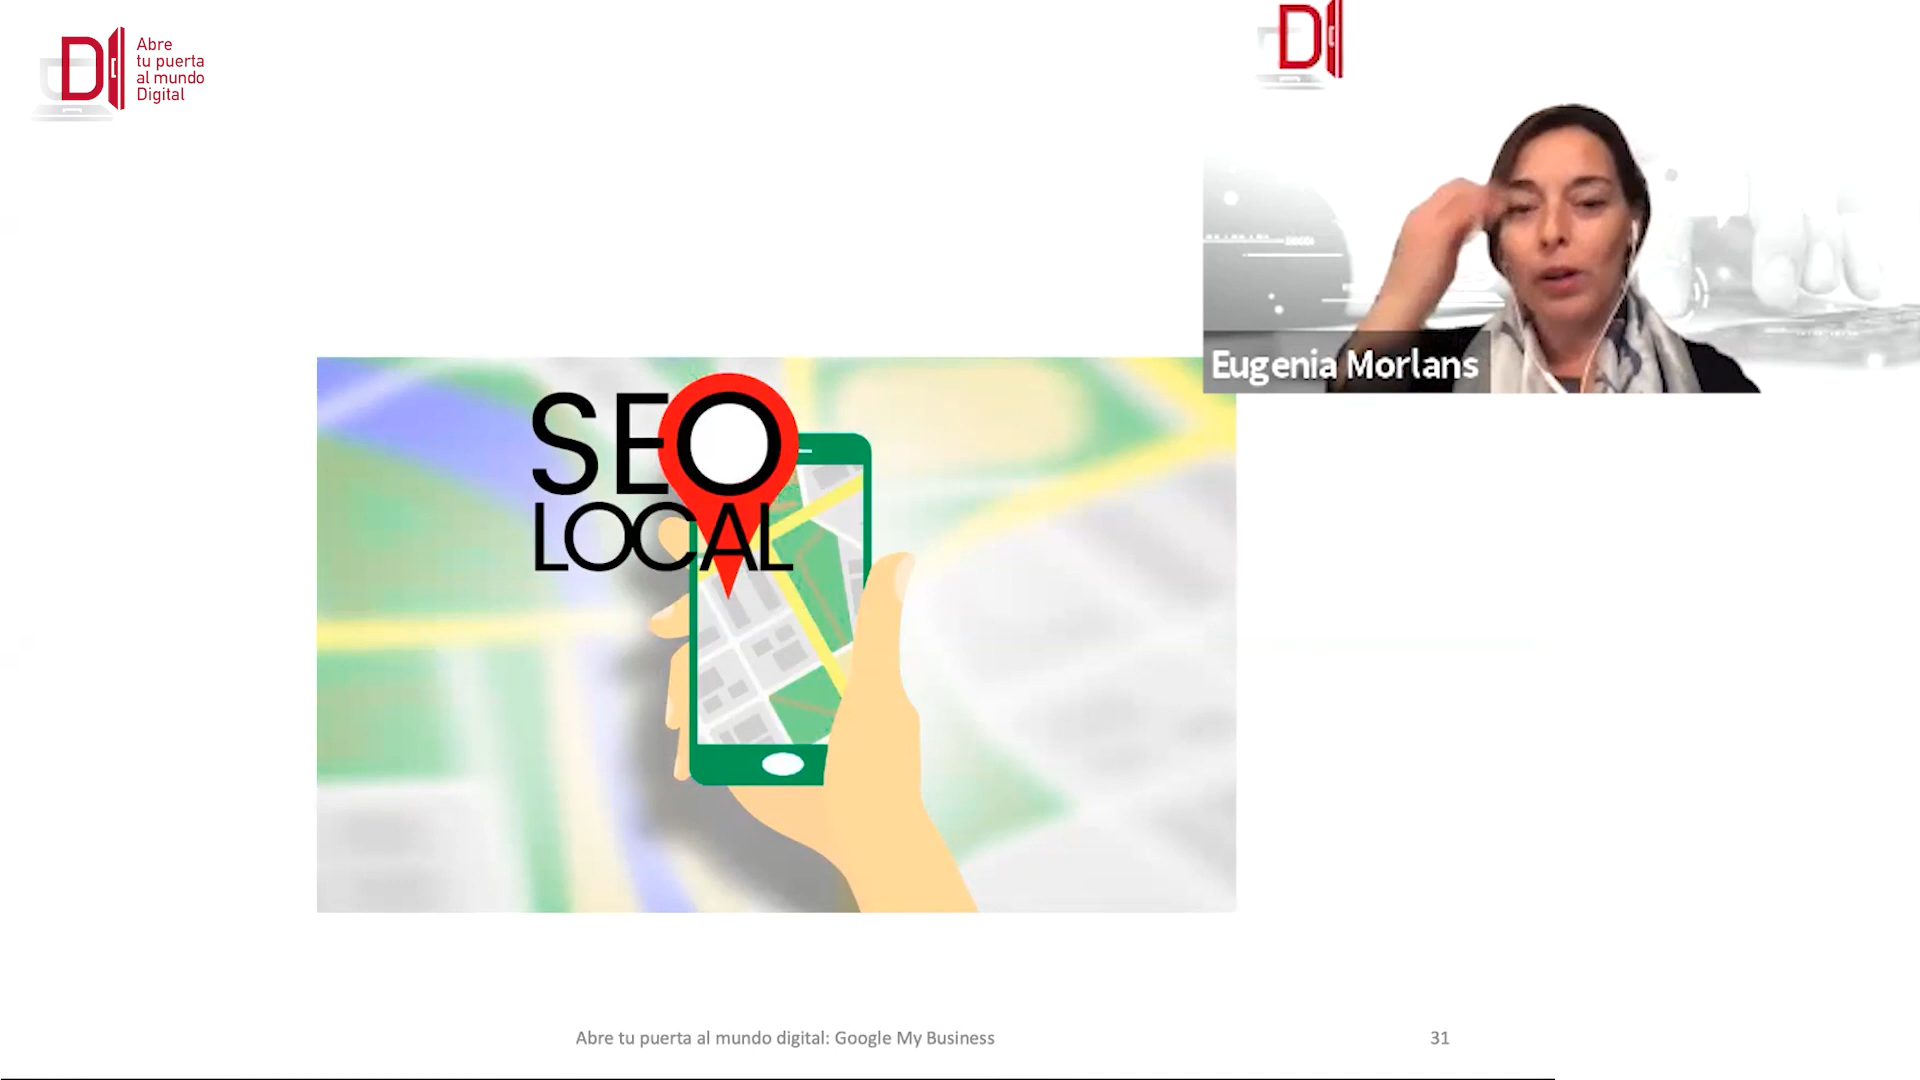 Abre
tu puerta
al mundo
Digital
D
D
Eugenia Morlans
SEO
LOCAL
Abre tu puerta al mundo digital: Google My Business
31